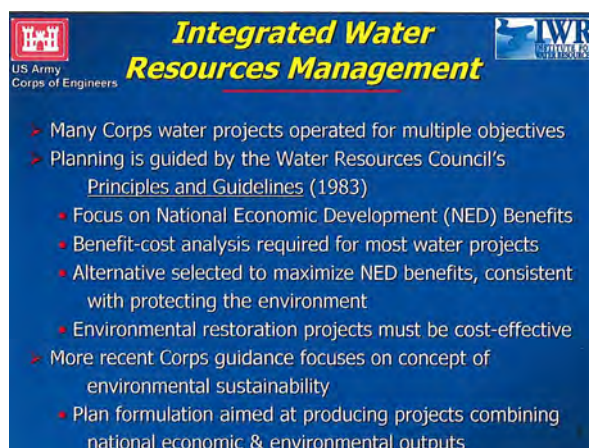 Integrated Water
Resources Management
US Army
Corps of Engineers
IWR
INSTITUTE FOR
WATER RESOURCES
Many Corps water projects operated for multiple objectives
Planning is guided by the Water Resources Council's
Principles and Guidelines (1983)
Focus on National Economic Development (NED) Benefits
Benefit-cost analysis required for most water projects
Alternative selected to maximize NED benefits, consistent
with protecting the environment
Environmental restoration projects must be cost-effective
More recent Corps guidance focuses on concept of
environmental sustainability
Plan formulation aimed at producing projects combining
national economic & environmental outputs